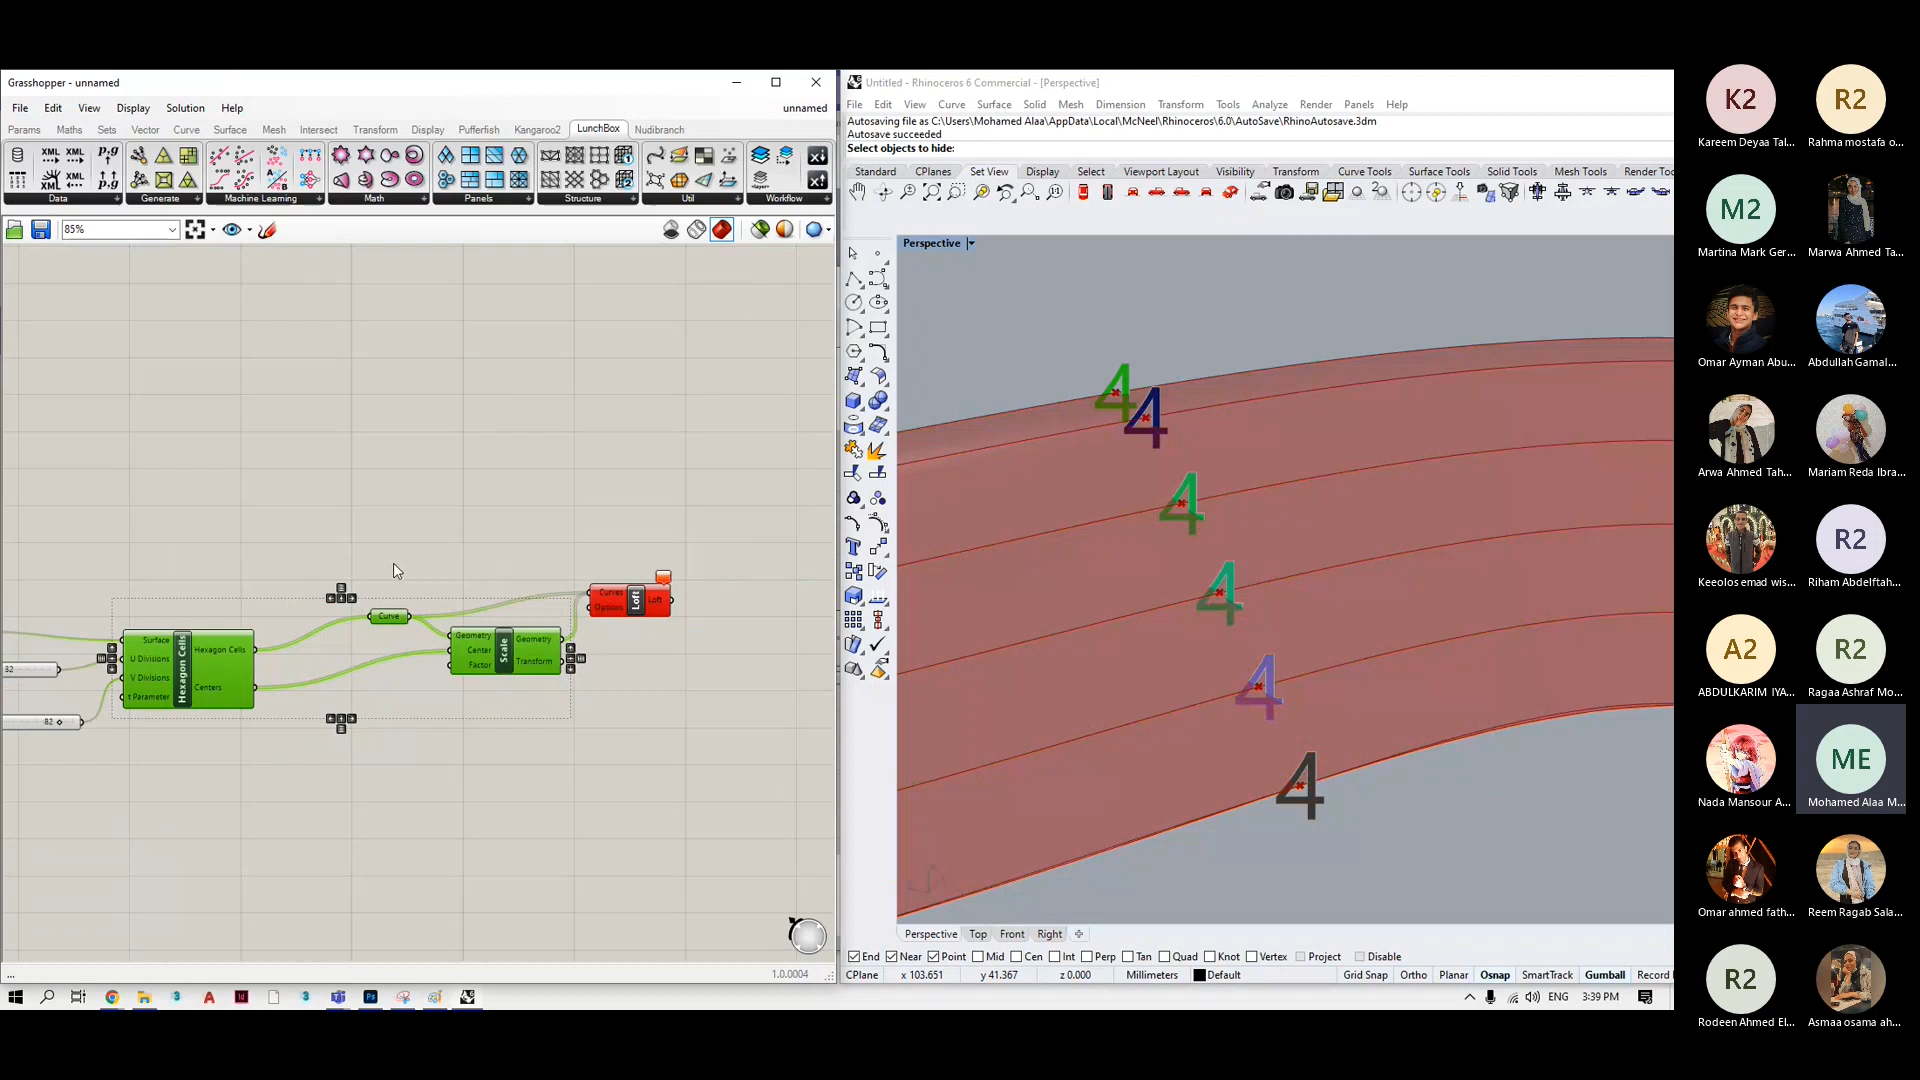 Grasshopper - unnamed
File Edit View Display Solution Help
unnamed
Params Maths Sets Vector Curve Surface Mesh Intersect Transform Display Pufferfish Kangaroo2 LunchBox Nudibranch
Data Generate Machine Learning Math Panels Structure Util Workflow
85%
Surface
U Divisions
V Divisions
t Parameter
Hexagon Cells
Hexagon Cells
Centers
32
82
Curve
Geometry
Center
Factor
Scale
Geometry
Transform
Curves
Options
Loft
Loft
...
1.0.0004
Untitled - Rhinoceros 6 Commercial - [Perspective]
File Edit View Curve Surface Solid Mesh Dimension Transform Tools Analyze Render Panels Help
Autosaving file as C:\Users\Mohamed Alaa\AppData\Local\McNeel\Rhinoceros\6.0\AutoSave\RhinoAutosave.3dm
Autosave succeeded
Select objects to hide:
Standard CPlanes Set View Display Select Viewport Layout Visibility Transform Curve Tools Surface Tools Solid Tools Mesh Tools Render Too
Perspective
4
4
4
4
4
4
Perspective Top Front Right
End Near Point Mid Cen Int Perp Tan Quad Knot Vertex Project Disable
CPlane x 103.651 y 41.367 z 0.000 Millimeters Default Grid Snap Ortho Planar Osnap SmartTrack Gumball Record
ENG 3:39 PM
K2 R2
Kareem Deyaa Tal... Rahma mostafa o...
M2
Martina Mark Ger... Marwa Ahmed Ta...
Omar Ayman Abu... Abdullah Gamal...
Arwa Ahmed Tah... Mariam Reda Ibra...
R2
Keeolos emad wis... Riham Abdelftah...
A2 R2
ABDULKARIM IYA... Ragaa Ashraf Mo...
ME
Nada Mansour A... Mohamed Alaa M...
Omar ahmed fath... Reem Ragab Sala...
R2
Rodeen Ahmed El... Asmaa osama ah...